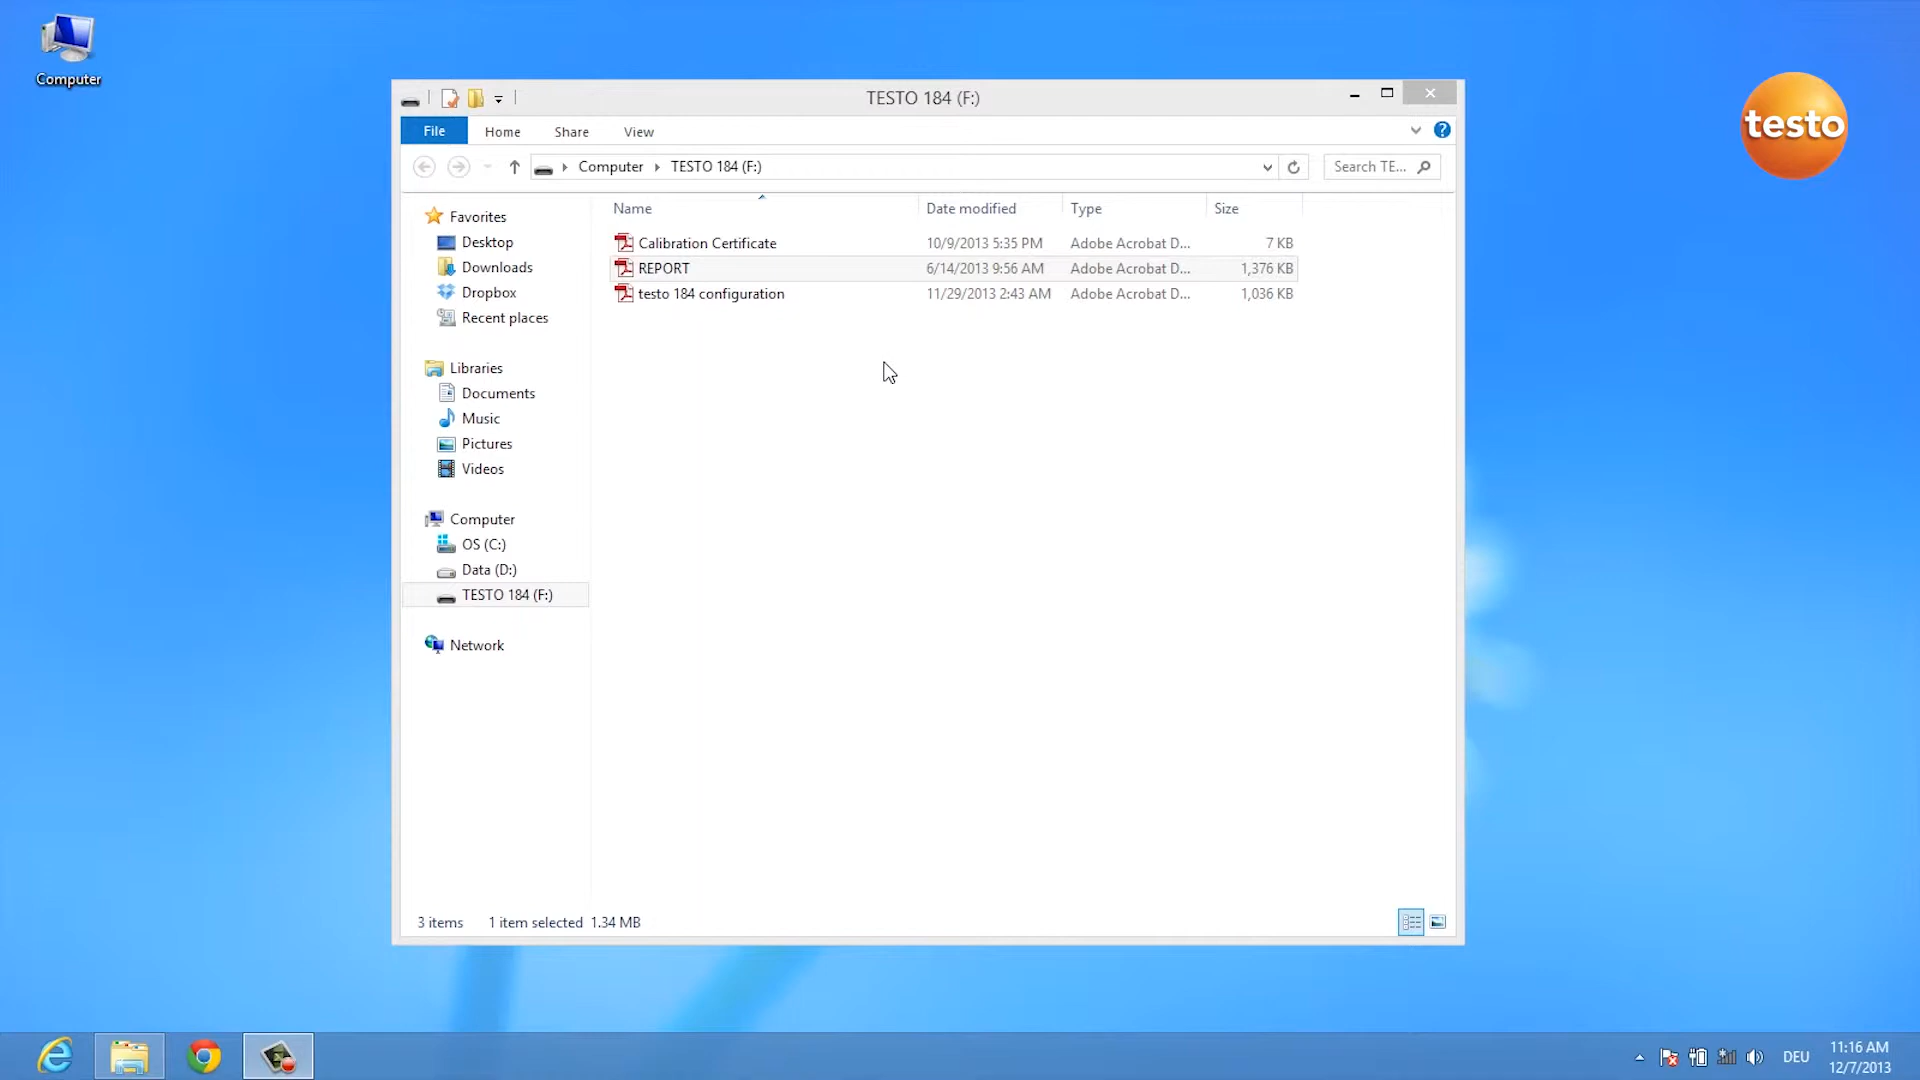 Computer
testo
TESTO 184 (F:)
File Home Share View
Computer TESTO 184 (F:) Search TE...
Name Date modified Type Size
Calibration Certificate 10/9/2013 5:35 PM Adobe Acrobat D... 7 KB
REPORT 6/14/2013 9:56 AM Adobe Acrobat D... 1,376 KB
testo 184 configuration 11/29/2013 2:43 AM Adobe Acrobat D... 1,036 KB
Favorites
Desktop
Downloads
Dropbox
Recent places
Libraries
Documents
Music
Pictures
Videos
Computer
OS (C:)
Data (D:)
TESTO 184 (F:)
Network
3 items 1 item selected 1.34 MB
DEU
11:16 AM
12/7/2013